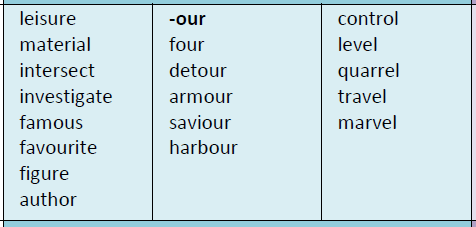 leisure
material
intersect
investigate
famous
favourite
figure
author
-our
four
detour
armour
saviour
harbour
control
level
quarrel
travel
marvel